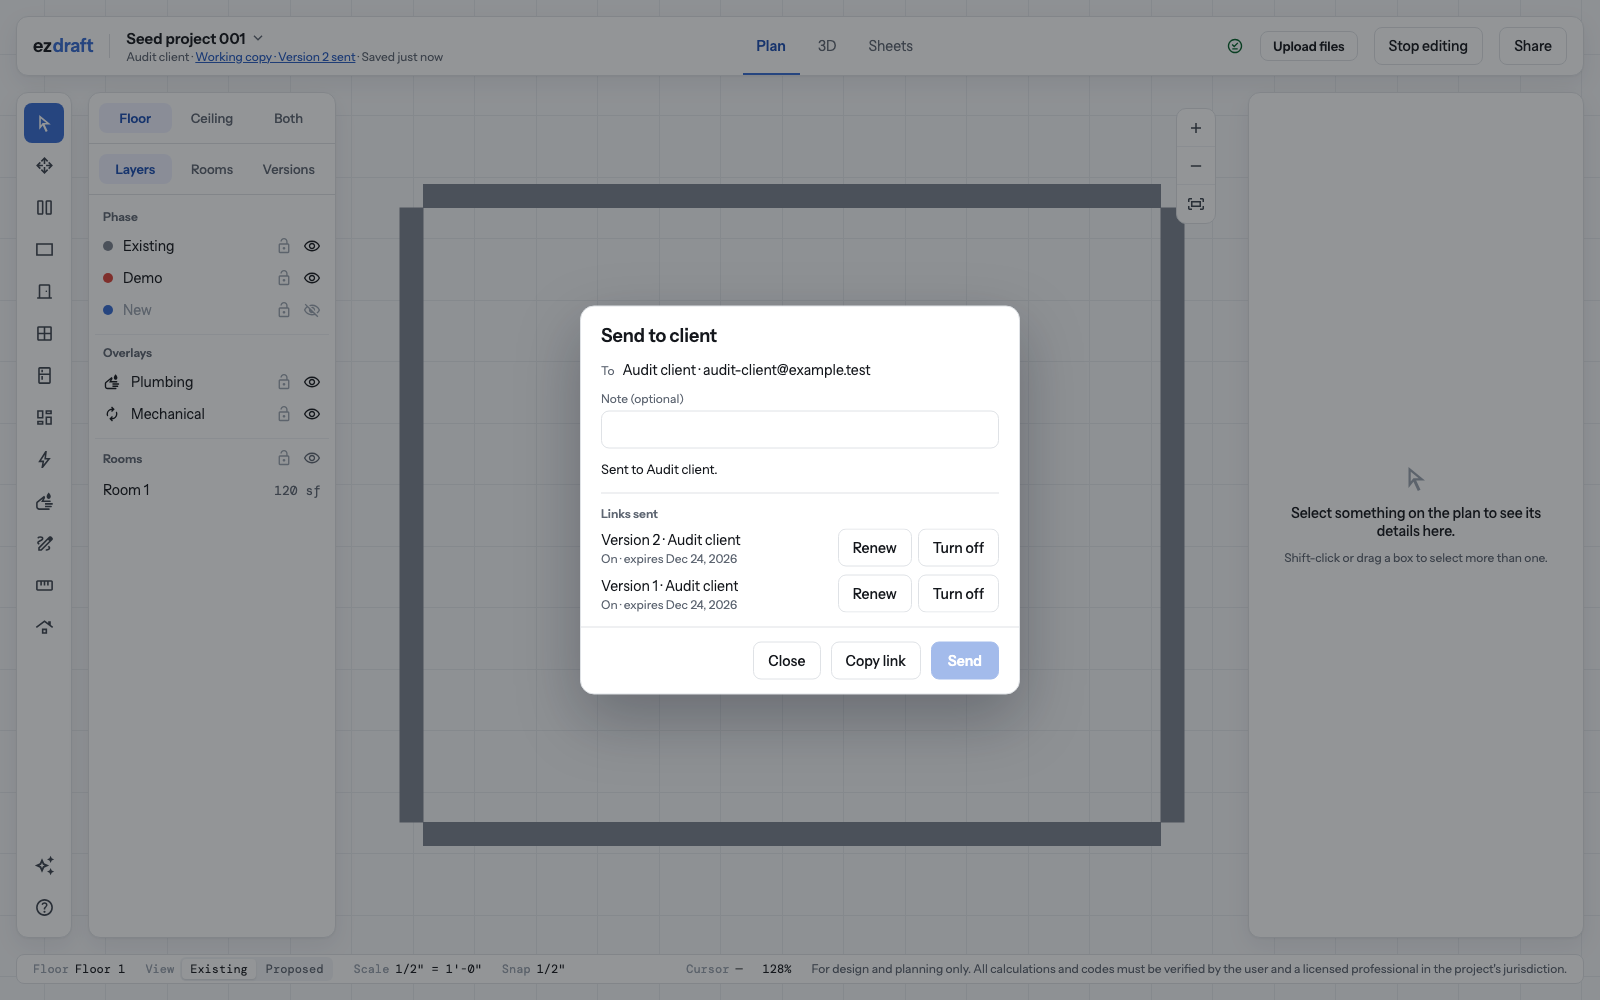 ezdraft
Seed project 001
Audit client · Working copy · Version 2 sent · Saved just now
Plan
3D
Sheets
Upload files
Stop editing
Share
Floor
Ceiling
Both
Layers
Rooms
Versions
Phase
Existing
Demo
New
Overlays
Plumbing
Mechanical
Rooms
Room 1
120 sf
Send to client
To Audit client · audit-client@example.test
Note (optional)
Sent to Audit client.
Links sent
Version 2 · Audit client
On · expires Dec 24, 2026
Renew
Turn off
Version 1 · Audit client
On · expires Dec 24, 2026
Renew
Turn off
Close
Copy link
Send
Select something on the plan to see its
details here.
Shift-click or drag a box to select more than one.
Floor Floor 1 View Existing Proposed Scale 1/2" = 1'-0" Snap 1/2" Cursor — 128% For design and planning only. All calculations and codes must be verified by the user and a licensed professional in the project's jurisdiction.